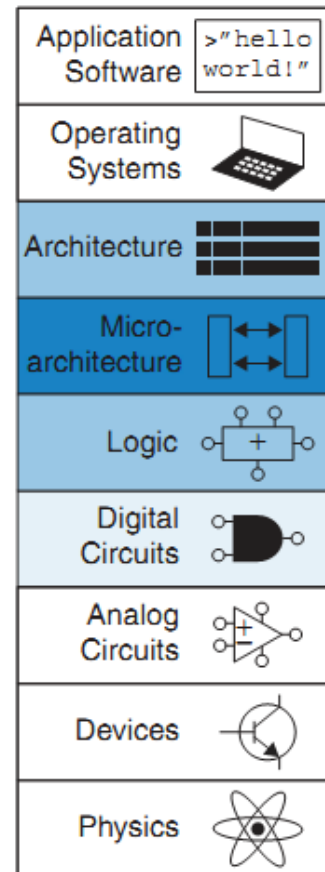 Application
Software
>"hello
world!"
Operating
Systems
Architecture
Micro-
architecture
Logic
+
Digital
Circuits
Analog
Circuits
+
−
Devices
Physics